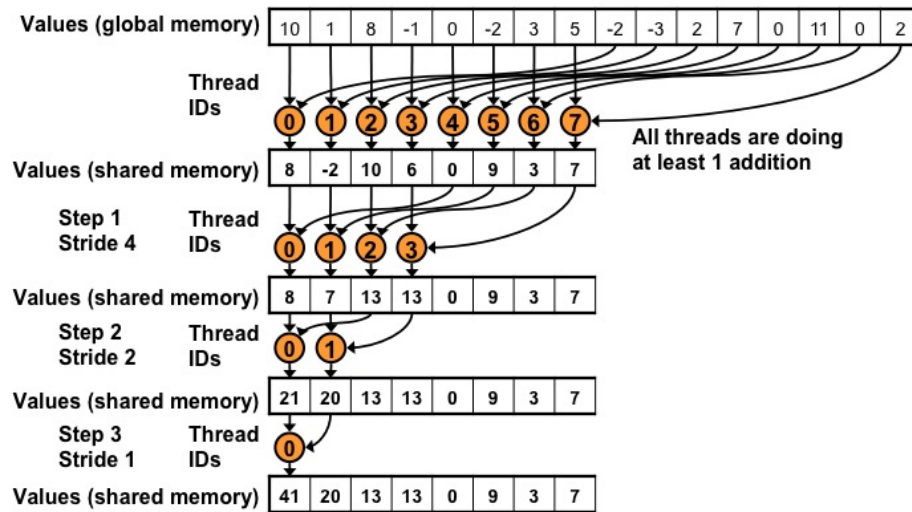 Values (global memory) 10 1 8 -1 0 -2 3 5 -2 -3 2 7 0 11 0 2
Thread
IDs
0 1 2 3 4 5 6 7
All threads are doing
at least 1 addition
Values (shared memory) 8 -2 10 6 0 9 3 7
Step 1 Thread
Stride 4 IDs
0 1 2 3
Values (shared memory) 8 7 13 13 0 9 3 7
Step 2 Thread
Stride 2 IDs
0 1
Values (shared memory) 21 20 13 13 0 9 3 7
Step 3 Thread
Stride 1 IDs
0
Values (shared memory) 41 20 13 13 0 9 3 7